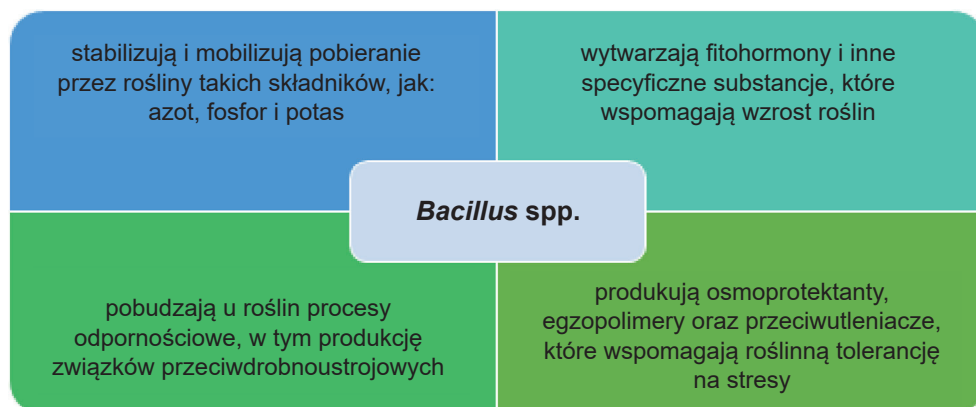 stabilizują i mobilizują pobieranie
przez rośliny takich składników, jak:
azot, fosfor i potas
wytwarzają fitohormony i inne
specyficzne substancje, które
wspomagają wzrost roślin
Bacillus spp.
pobudzają u roślin procesy
odpornościowe, w tym produkcję
związków przeciwdrobnoustrojowych
produkują osmoprotektanty,
egzopolimery oraz przeciwutleniacze,
które wspomagają roślinną tolerancję
na stresy